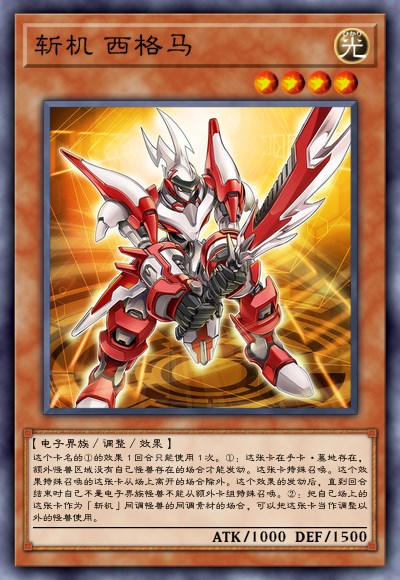 斩机 西格马
ひかり
光
【电子界族／调整／效果】
这个卡名的①的效果1回合只能使用1次。①：这张卡在手卡·墓地存在，
额外怪兽区域没有自己怪兽存在的场合才能发动。这张卡特殊召唤。这个效
果特殊召唤的这张卡从场上离开的场合除外。这个效果的发动后，直到回合
结束时自己不是电子界族怪兽不能从额外卡组特殊召唤。②：把自己场上的
这张卡作为「斩机」同调怪兽的同调素材的场合，可以把这张卡当作调整以
外的怪兽使用。
ATK/1000 DEF/1500